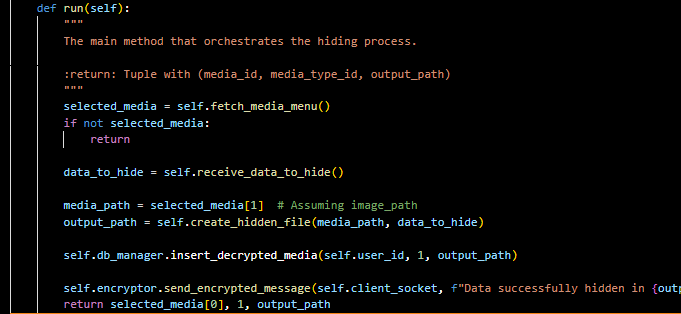 def run(self):
"""
The main method that orchestrates the hiding process.
:return: Tuple with (media_id, media_type_id, output_path)
"""
selected_media = self.fetch_media_menu()
if not selected_media:
return
data_to_hide = self.receive_data_to_hide()
media_path = selected_media[1]  # Assuming image_path
output_path = self.create_hidden_file(media_path, data_to_hide)
self.db_manager.insert_decrypted_media(self.user_id, 1, output_path)
self.encryptor.send_encrypted_message(self.client_socket, f"Data successfully hidden in {outp
return selected_media[0], 1, output_path